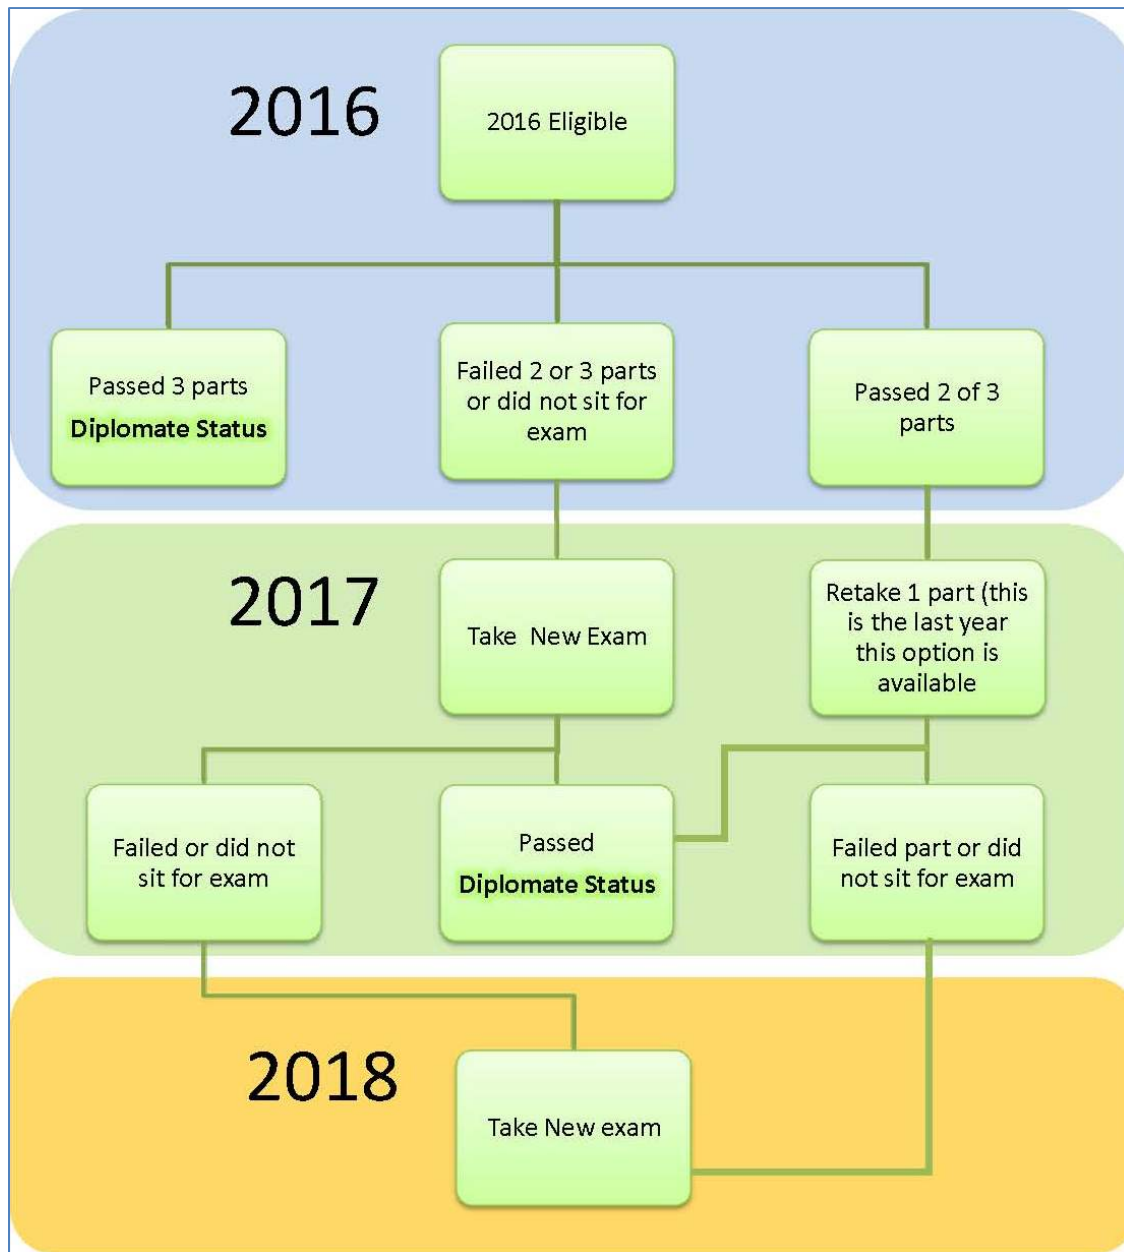 2016
2016 Eligible
Passed 3 parts
Diplomate Status
Failed 2 or 3 parts
or did not sit for
exam
Passed 2 of 3
parts
2017
Take New Exam
Retake 1 part (this
is the last year
this option is
available
Failed or did not
sit for exam
Passed
Diplomate Status
Failed part or did
not sit for exam
2018
Take New exam